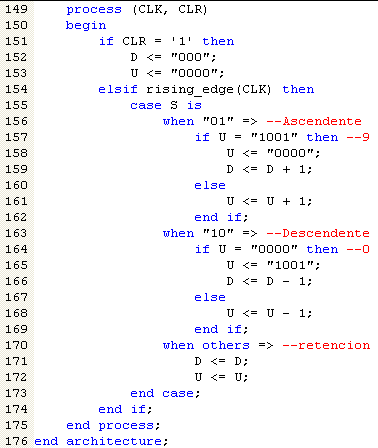 149 process (CLK, CLR)
150 begin
151 if CLR = '1' then
152 D <= "000";
153 U <= "0000";
154 elsif rising_edge(CLK) then
155 case S is
156 when "01" => --Ascendente
157 if U = "1001" then --9
158 U <= "0000";
159 D <= D + 1;
160 else
161 U <= U + 1;
162 end if;
163 when "10" => --Descendente
164 if U = "0000" then --0
165 U <= "1001";
166 D <= D - 1;
167 else
168 U <= U - 1;
169 end if;
170 when others => --retencion
171 D <= D;
172 U <= U;
173 end case;
174 end if;
175 end process;
176 end architecture;